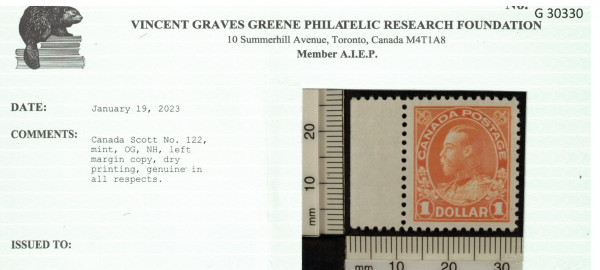 No. G 30330
VINCENT GRAVES GREENE PHILATELIC RESEARCH FOUNDATION
10 Summerhill Avenue, Toronto, Canada M4T1A8
Member A.I.E.P.
DATE: January 19, 2023
COMMENTS: Canada Scott No. 122,
mint, OG, NH, left
margin copy, dry
printing, genuine in
all respects.
ISSUED TO:
20
10
mm
CANADA POSTAGE
1 DOLLAR 1
mm 10 20 30